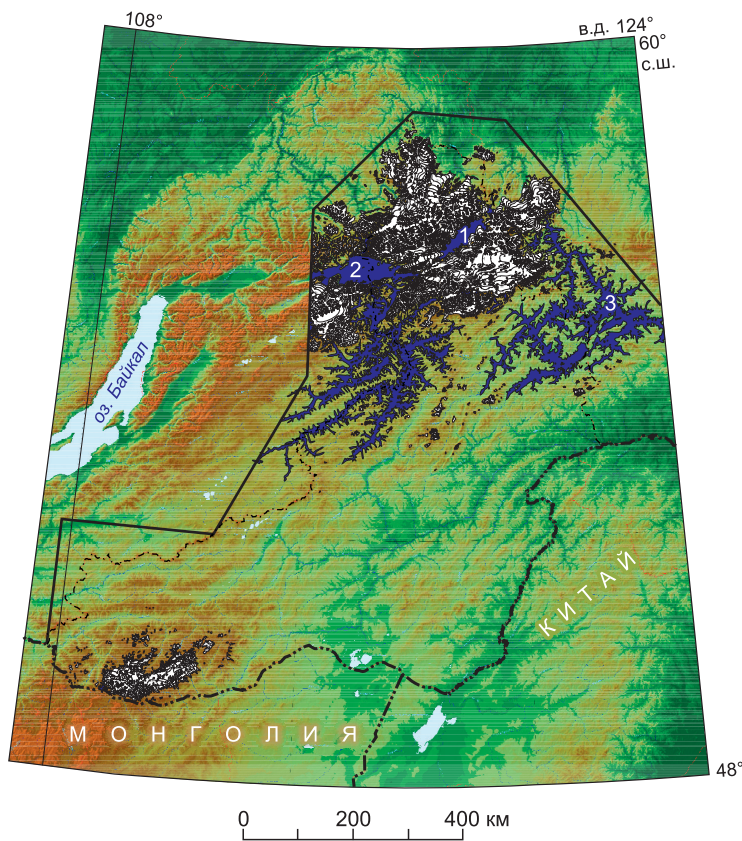 108°
в.д. 124°
60°
с.ш.
1
2
3
оз. Байкал
КИТАЙ
МОНГОЛИЯ
48°
0 200 400 км